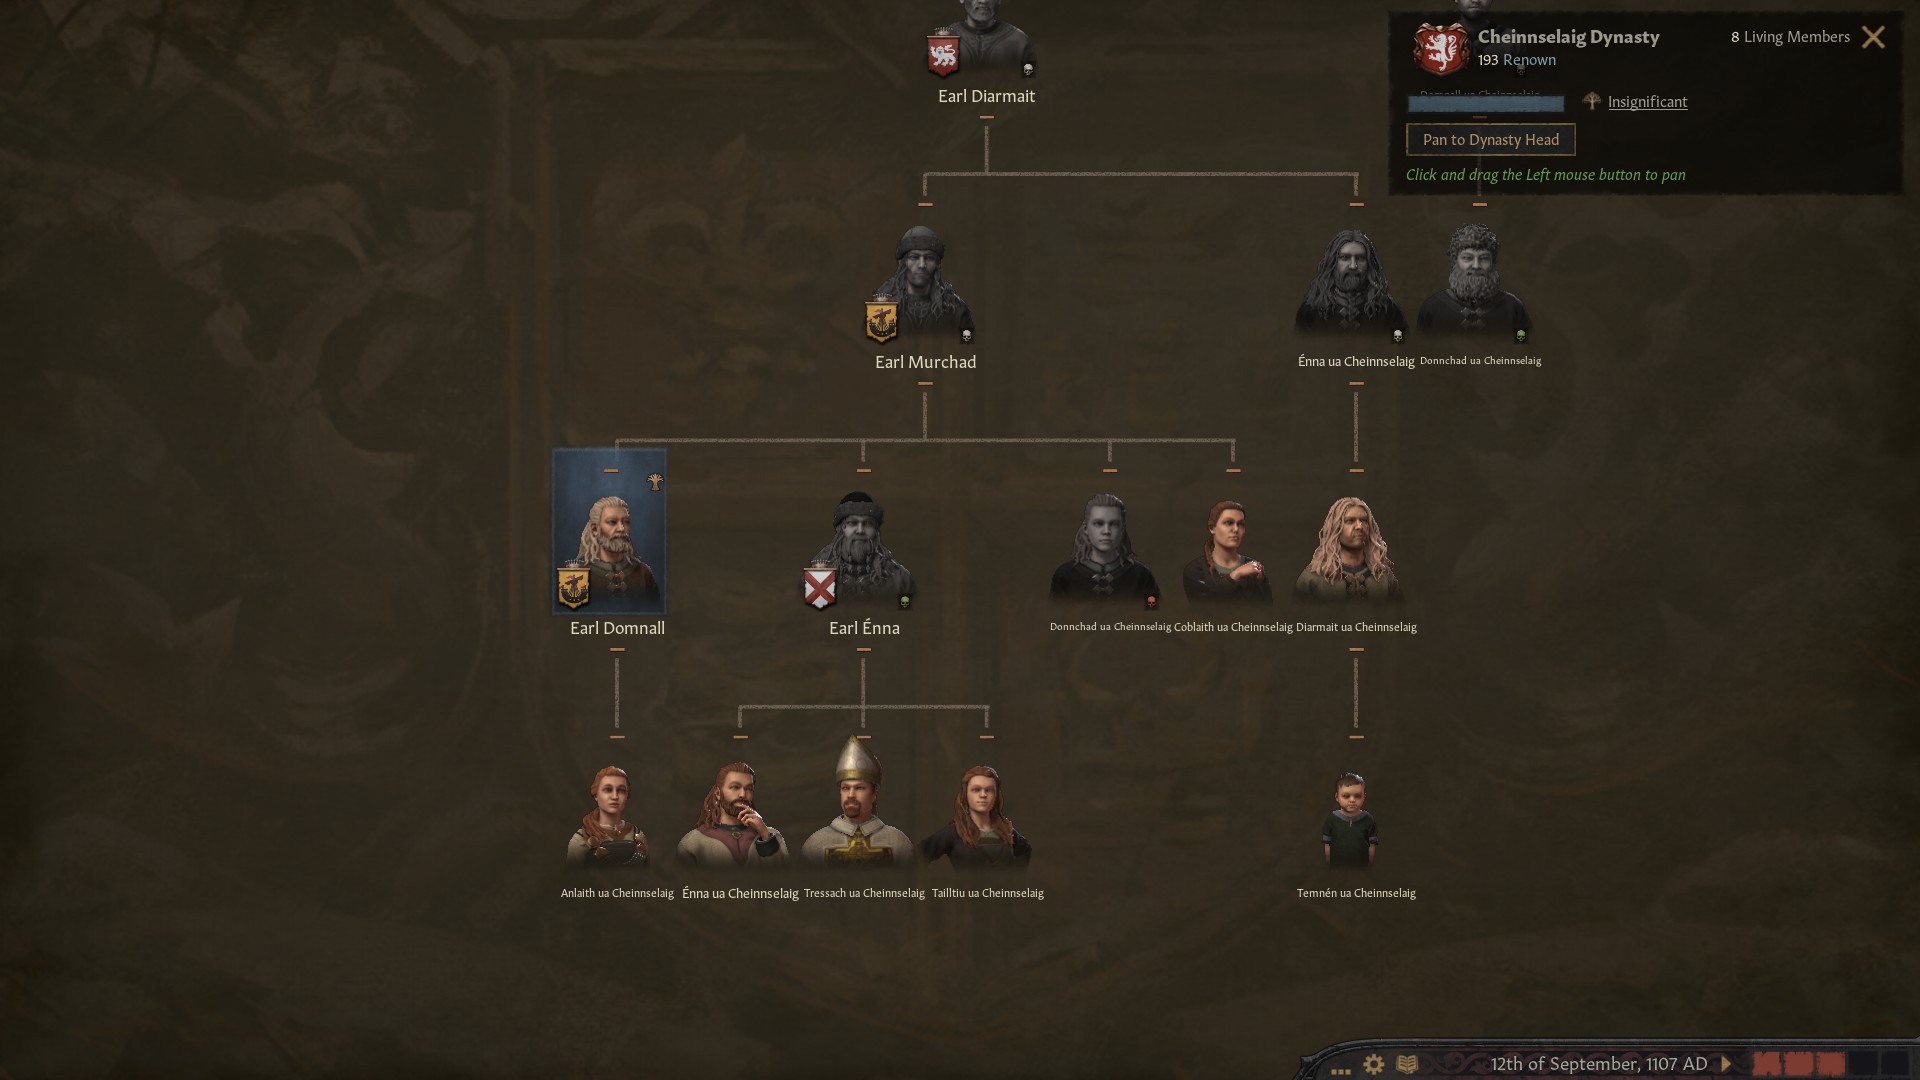 Cheinnselaig Dynasty
8 Living Members
193 Renown
Domnall ua Cheinnselaig
Insignificant
Pan to Dynasty Head
Click and drag the Left mouse button to pan
Earl Diarmait
Earl Murchad
Énna ua Cheinnselaig
Donnchad ua Cheinnselaig
Earl Domnall
Earl Énna
Donnchad ua Cheinnselaig
Coblaith ua Cheinnselaig
Diarmait ua Cheinnselaig
Anlaith ua Cheinnselaig
Énna ua Cheinnselaig
Tressach ua Cheinnselaig
Tailltiu ua Cheinnselaig
Temnén ua Cheinnselaig
...
12th of September, 1107 AD